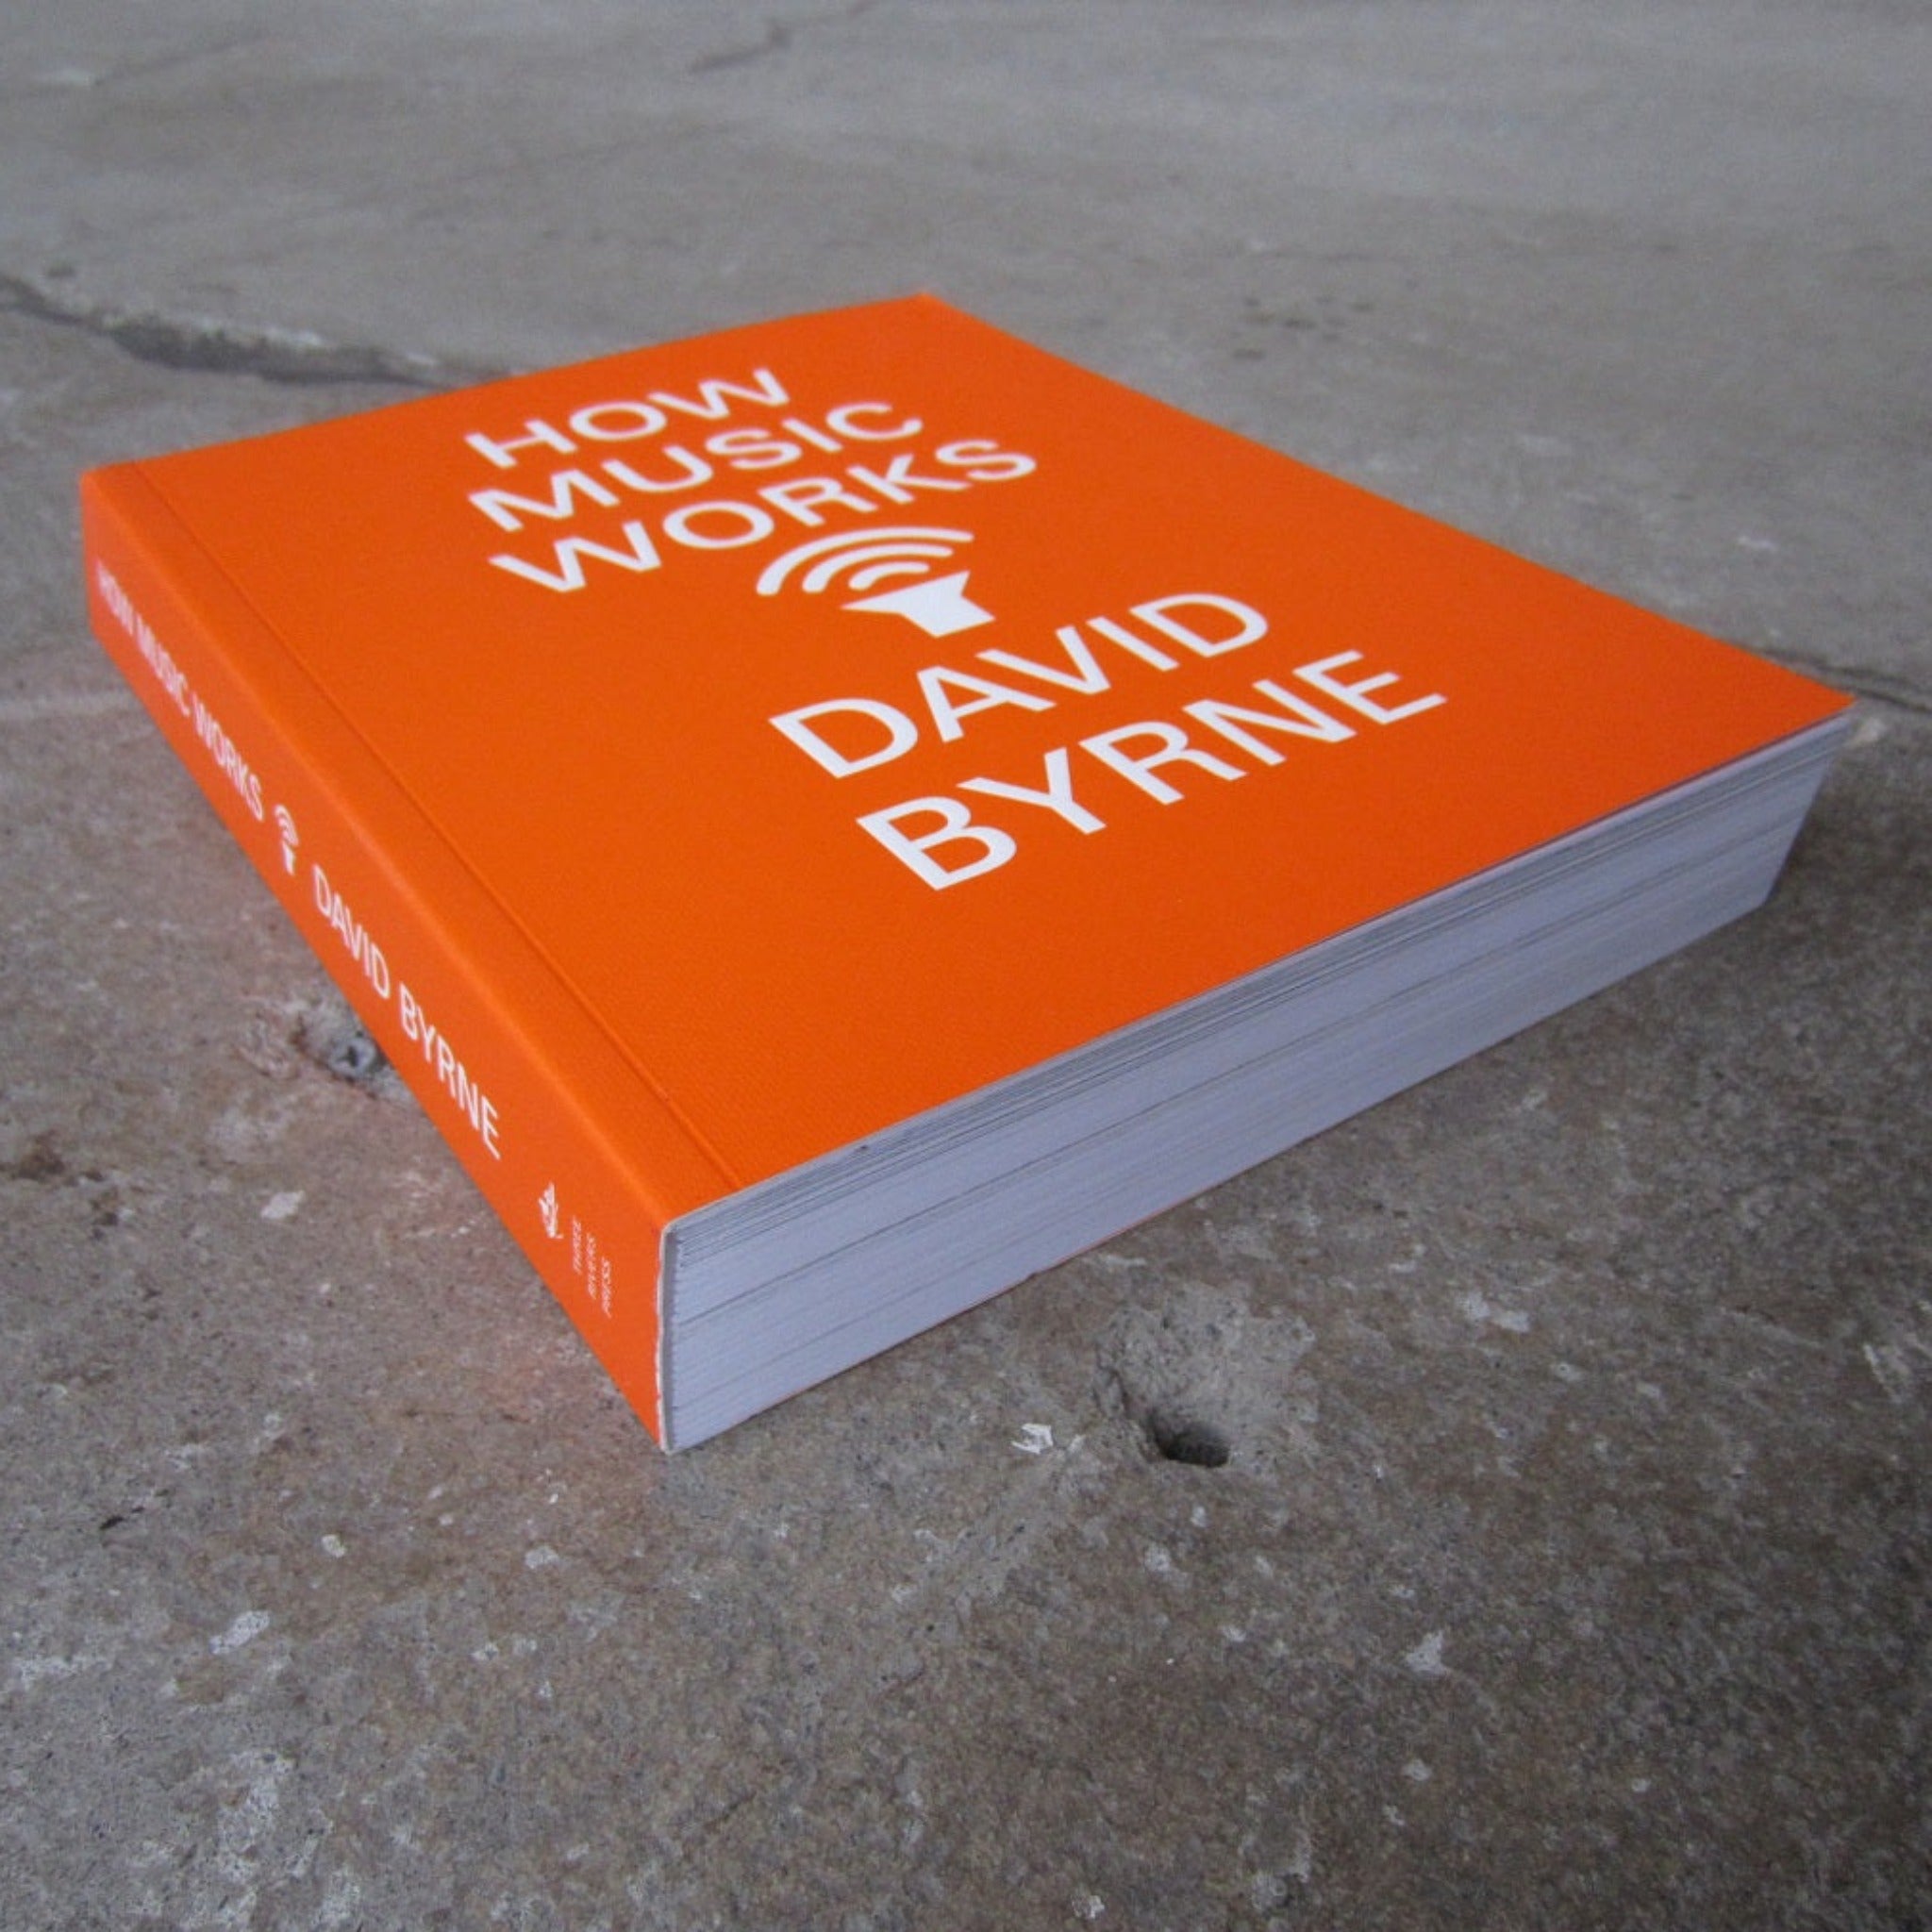 HOW
MUSIC
WORKS
DAVID
BYRNE
HOW MUSIC WORKS DAVID BYRNE
THREE
RIVERS
PRESS